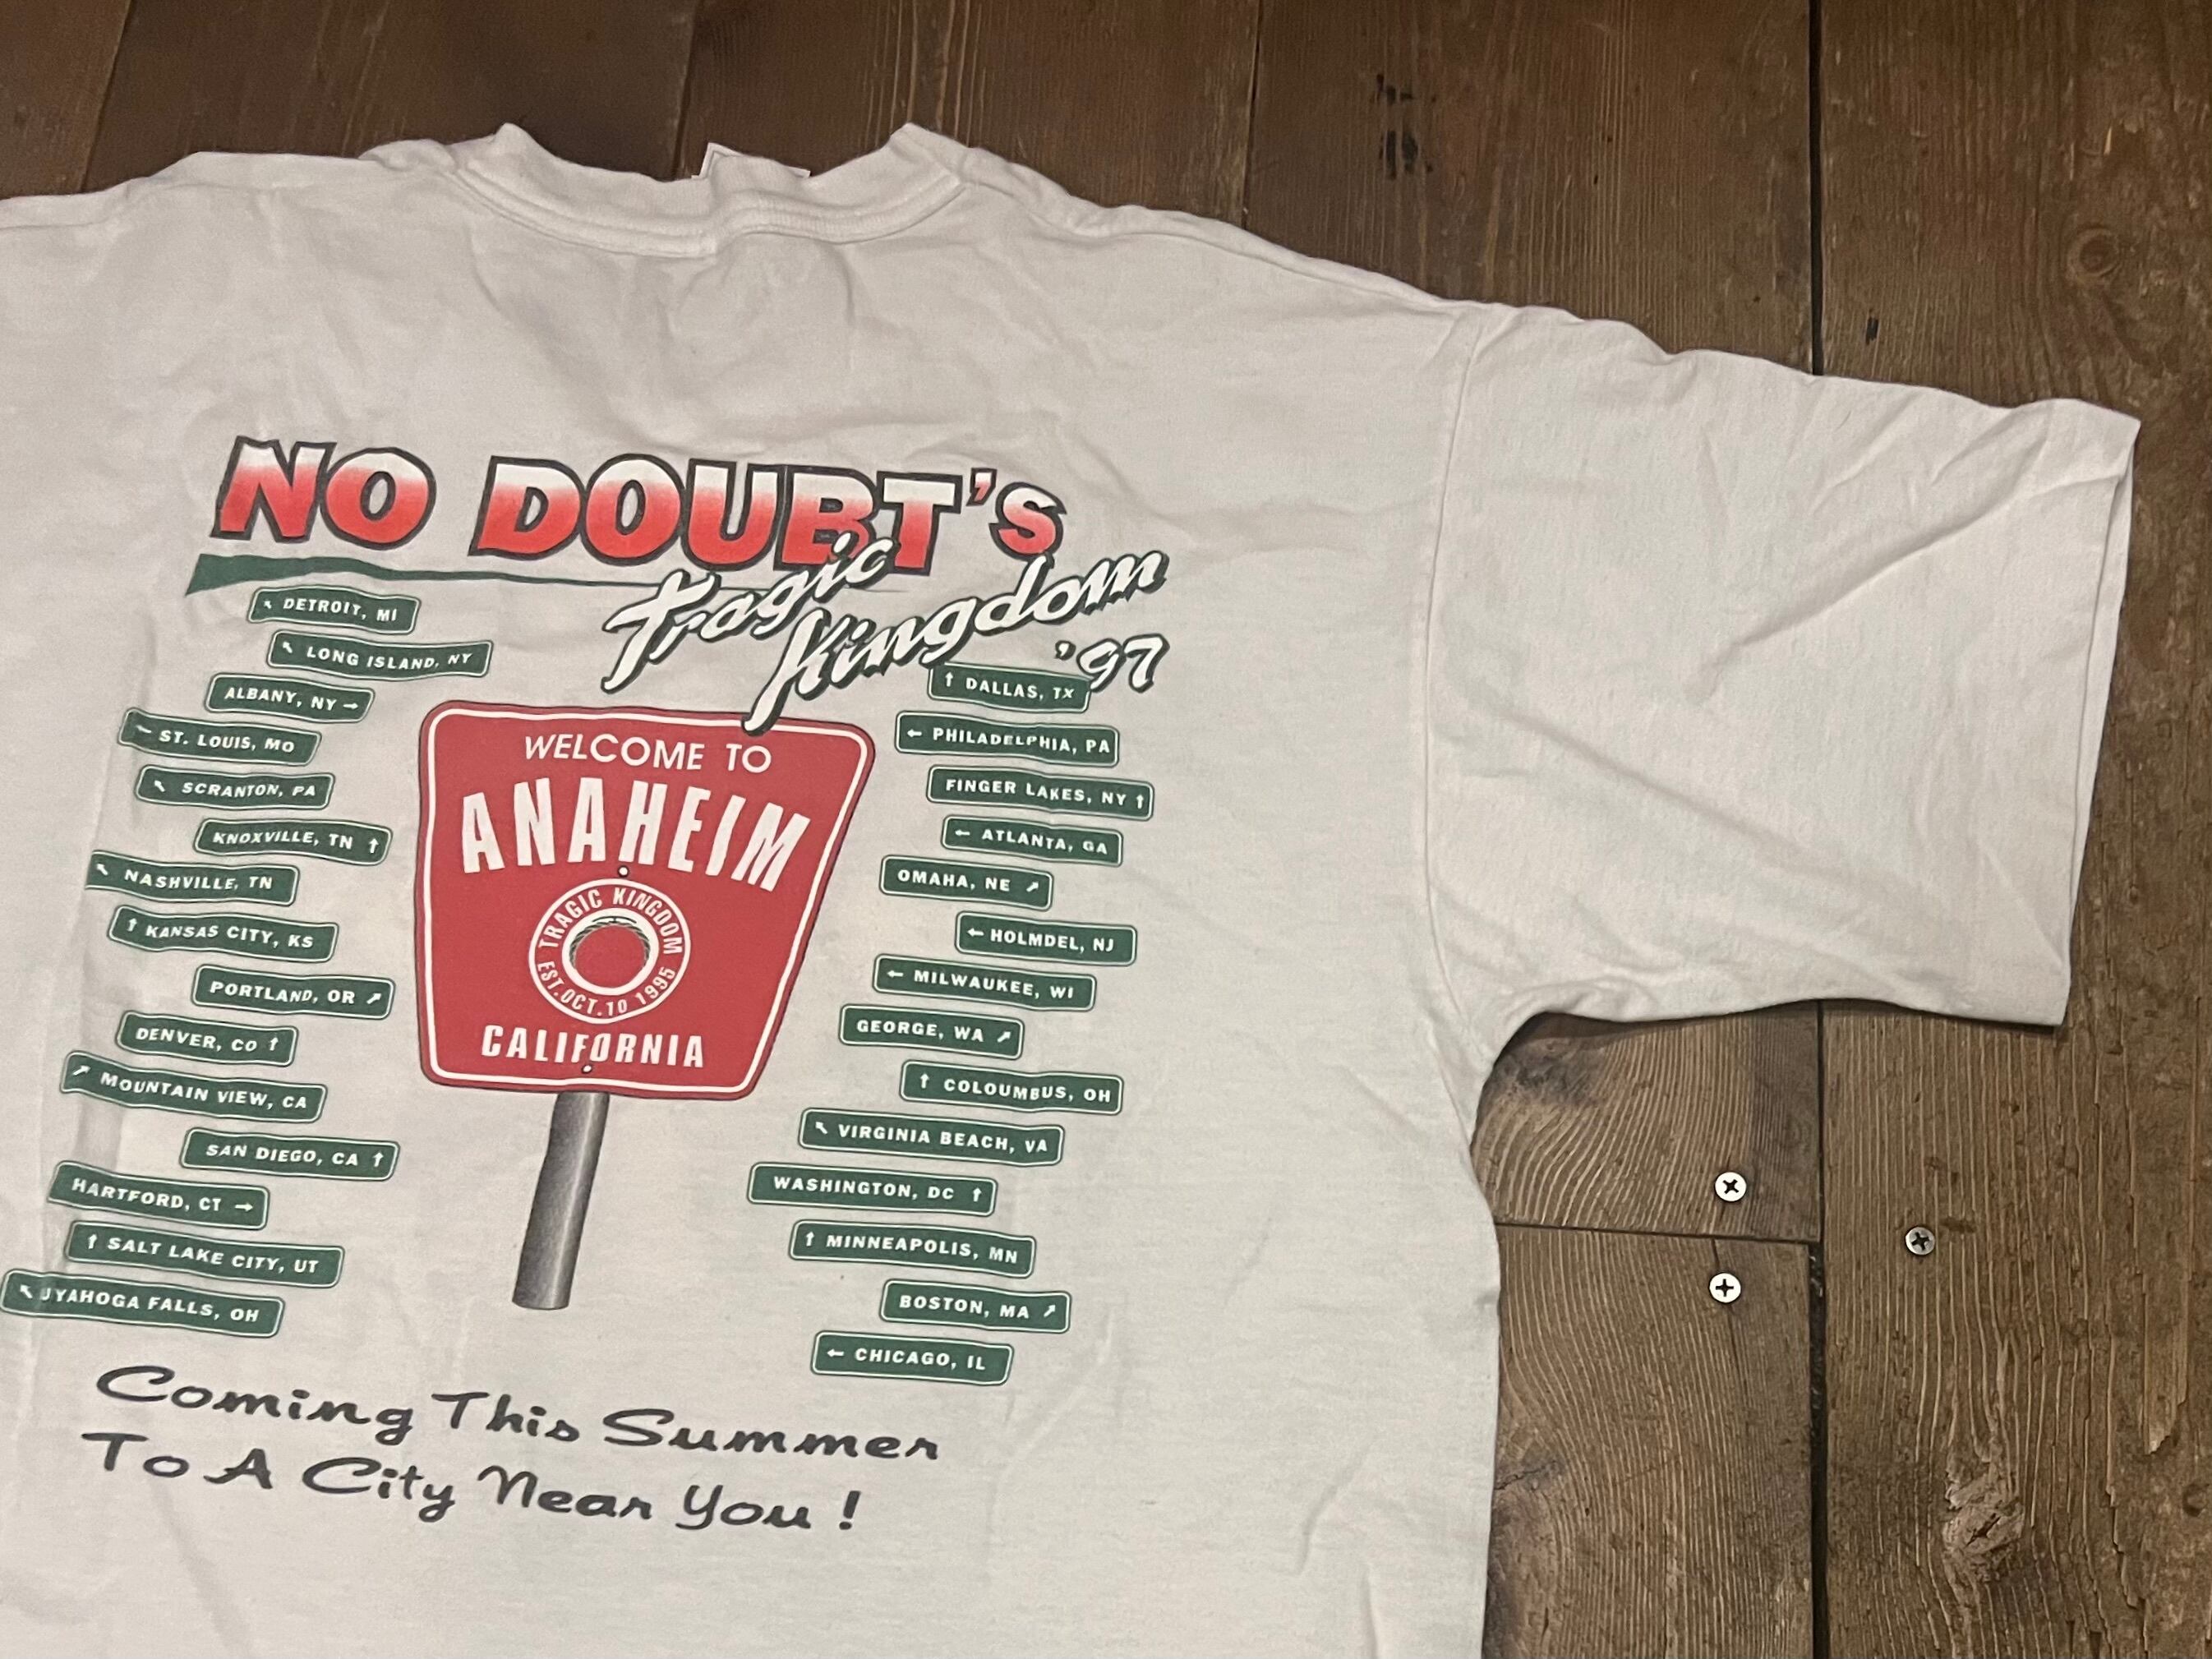 NO DOUBT's
Tragic
Kingdom
'97
↖ DETROIT, MI
↖ LONG ISLAND, NY
ALBANY, NY →
← ST. LOUIS, MO
↖ SCRANTON, PA
KNOXVILLE, TN ↑
↖ NASHVILLE, TN
↑ KANSAS CITY, KS
PORTLAND, OR ↗
DENVER, CO ↑
↗ MOUNTAIN VIEW, CA
SAN DIEGO, CA ↑
HARTFORD, CT →
↑ SALT LAKE CITY, UT
↖ FALLS, OH
WELCOME TO
ANAHEIM
TRAGIC KINGDOM
EST. OCT. 10 1995
CALIFORNIA
↑ DALLAS, TX
← PHILADELPHIA, PA
FINGER LAKES, NY ↑
← ATLANTA, GA
OMAHA, NE ↗
← HOLMDEL, NJ
← MILWAUKEE, WI
GEORGE, WA ↗
↑ COLOUMBUS, OH
↖ VIRGINIA BEACH, VA
WASHINGTON, DC ↑
↑ MINNEAPOLIS, MN
BOSTON, MA ↗
← CHICAGO, IL
Coming This Summer
To A City Near You !